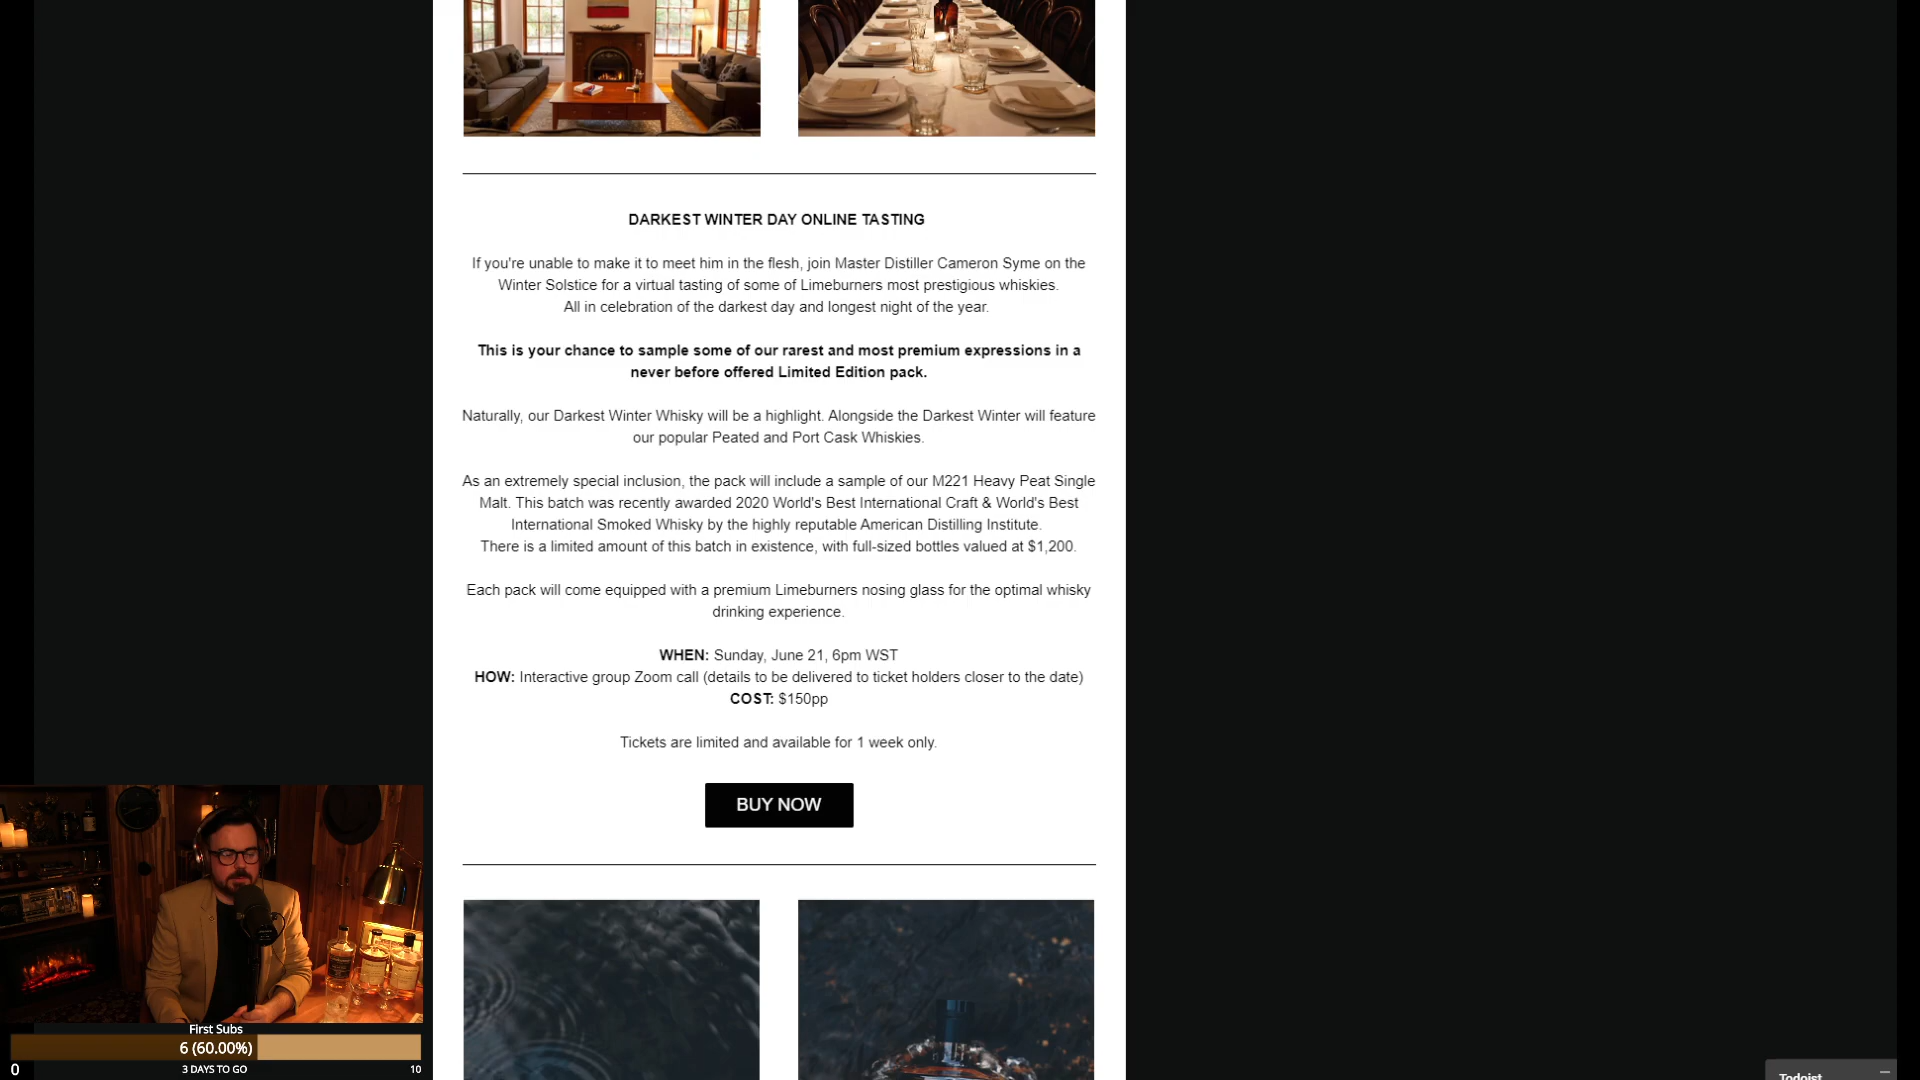 DARKEST WINTER DAY ONLINE TASTING
If you're unable to make it to meet him in the flesh, join Master Distiller Cameron Syme on the
Winter Solstice for a virtual tasting of some of Limeburners most prestigious whiskies.
All in celebration of the darkest day and longest night of the year.
This is your chance to sample some of our rarest and most premium expressions in a
never before offered Limited Edition pack.
Naturally, our Darkest Winter Whisky will be a highlight. Alongside the Darkest Winter will feature
our popular Peated and Port Cask Whiskies.
As an extremely special inclusion, the pack will include a sample of our M221 Heavy Peat Single
Malt. This batch was recently awarded 2020 World's Best International Craft & World's Best
International Smoked Whisky by the highly reputable American Distilling Institute.
There is a limited amount of this batch in existence, with full-sized bottles valued at $1,200.
Each pack will come equipped with a premium Limeburners nosing glass for the optimal whisky
drinking experience.
WHEN: Sunday, June 21, 6pm WST
HOW: Interactive group Zoom call (details to be delivered to ticket holders closer to the date)
COST: $150pp
Tickets are limited and available for 1 week only.
BUY NOW
First Subs
6 (60.00%)
0 3 DAYS TO GO 10
Todoist